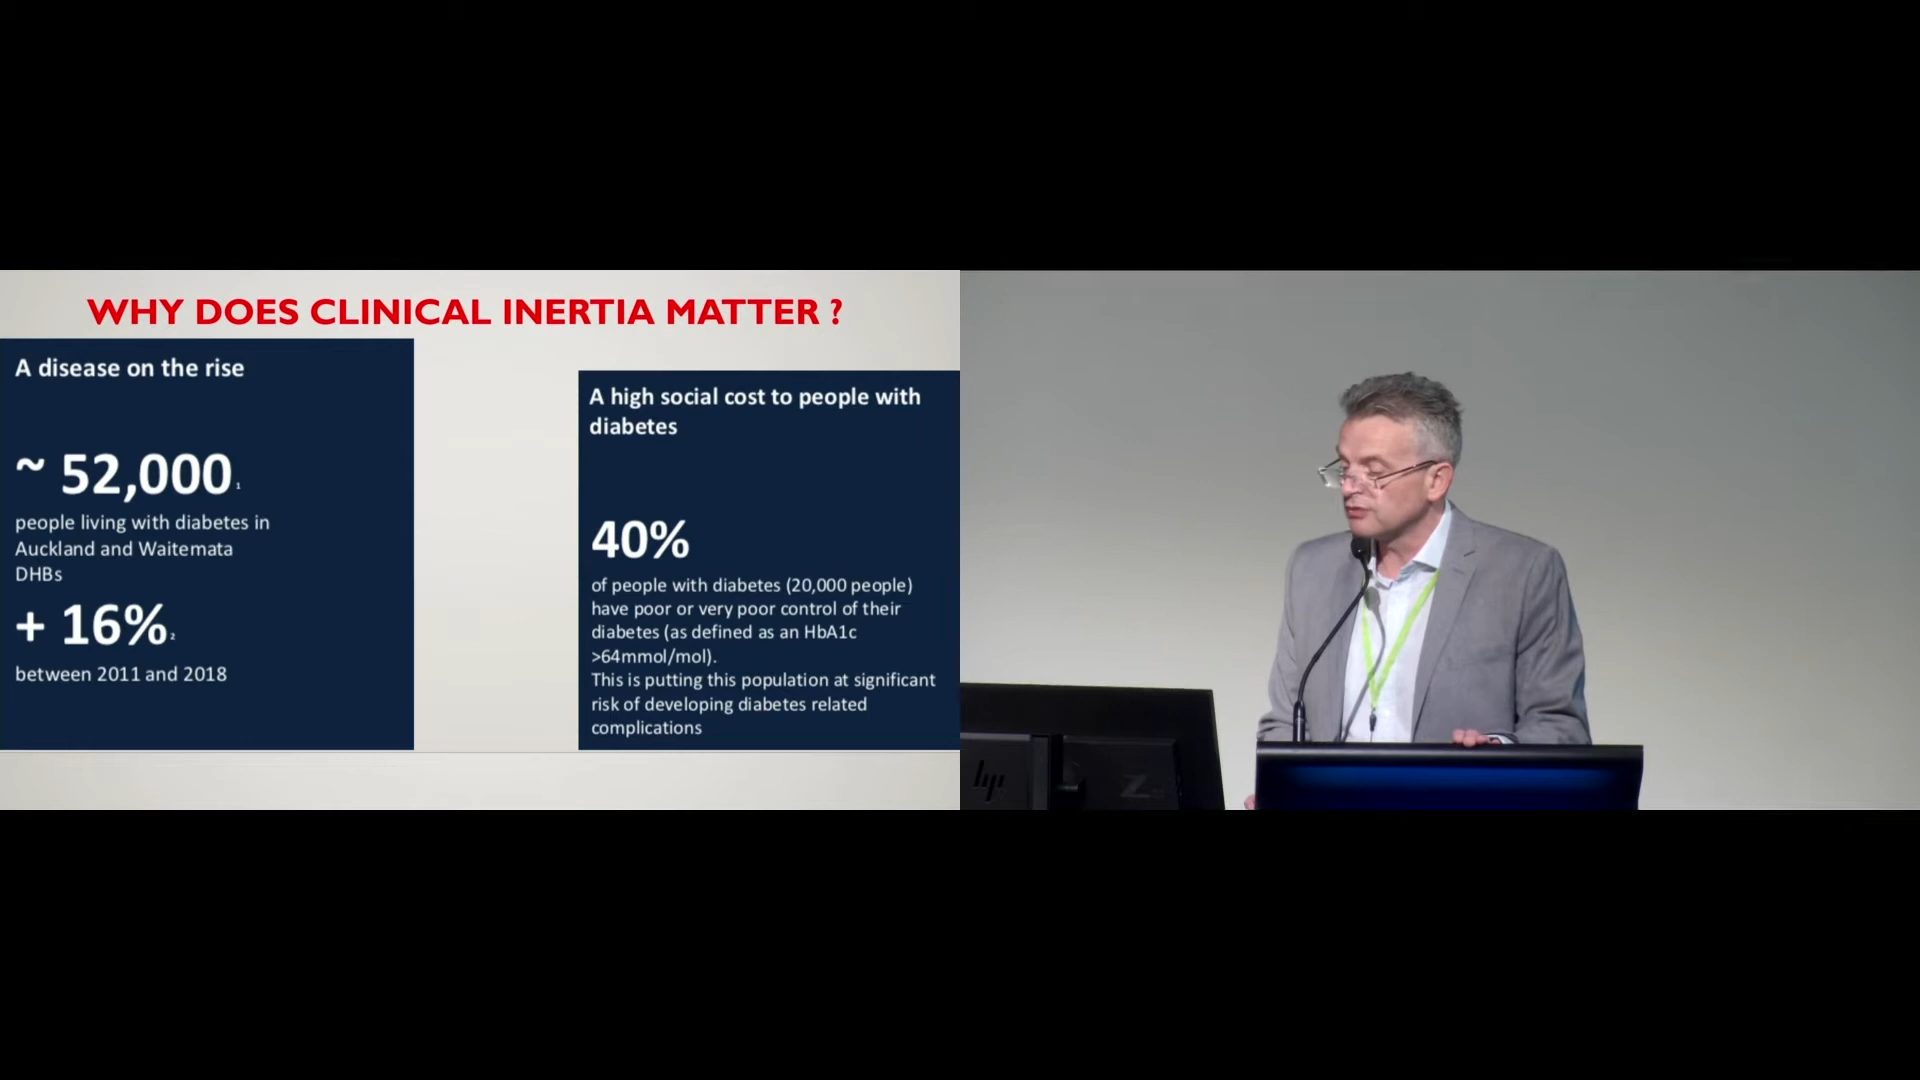 WHY DOES CLINICAL INERTIA MATTER ?
A disease on the rise
~ 52,000 1
people living with diabetes in
Auckland and Waitemata
DHBs
+ 16% 2
between 2011 and 2018
A high social cost to people with
diabetes
40%
of people with diabetes (20,000 people)
have poor or very poor control of their
diabetes (as defined as an HbA1c
>64mmol/mol).
This is putting this population at significant
risk of developing diabetes related
complications
hp
Z